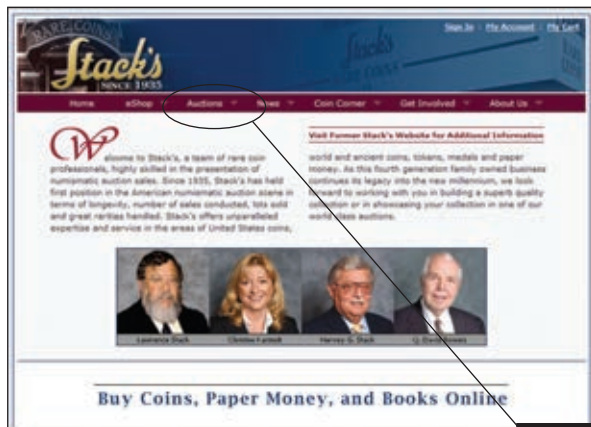 RARE COINS
Stack's
SINCE 1935
Sign In My Account My Cart
Home eShop Auctions News Coin Corner Get Involved About Us
Visit Former Stack's Website for Additional Information
Welcome to Stack's, a team of rare coin
professionals, highly skilled in the presentation of
numismatic auction sales. Since 1935, Stack's has held
first position in the American numismatic auction scene in
terms of longevity, number of sales conducted, lots sold
and great rarities handled. Stack's offers unparalleled
expertise and service in the areas of United States coins,
world and ancient coins, tokens, medals and paper
money. As this fourth generation family owned business
continues its legacy into the new millennium, we look
forward to working with you in building a superb quality
collection or in showcasing your collection in one of our
world class auctions.
Lawrence Stack Christine Karstedt Harvey G. Stack Q. David Bowers
Buy Coins, Paper Money, and Books Online